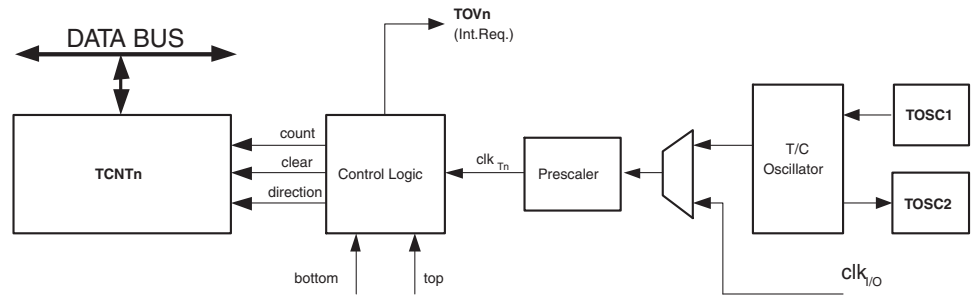 TOVn
(Int.Req.)
DATA BUS
count
clear
direction
TCNTn
Control Logic
clk Tn
Prescaler
T/C
Oscillator
TOSC1
TOSC2
bottom
top
clkI/O